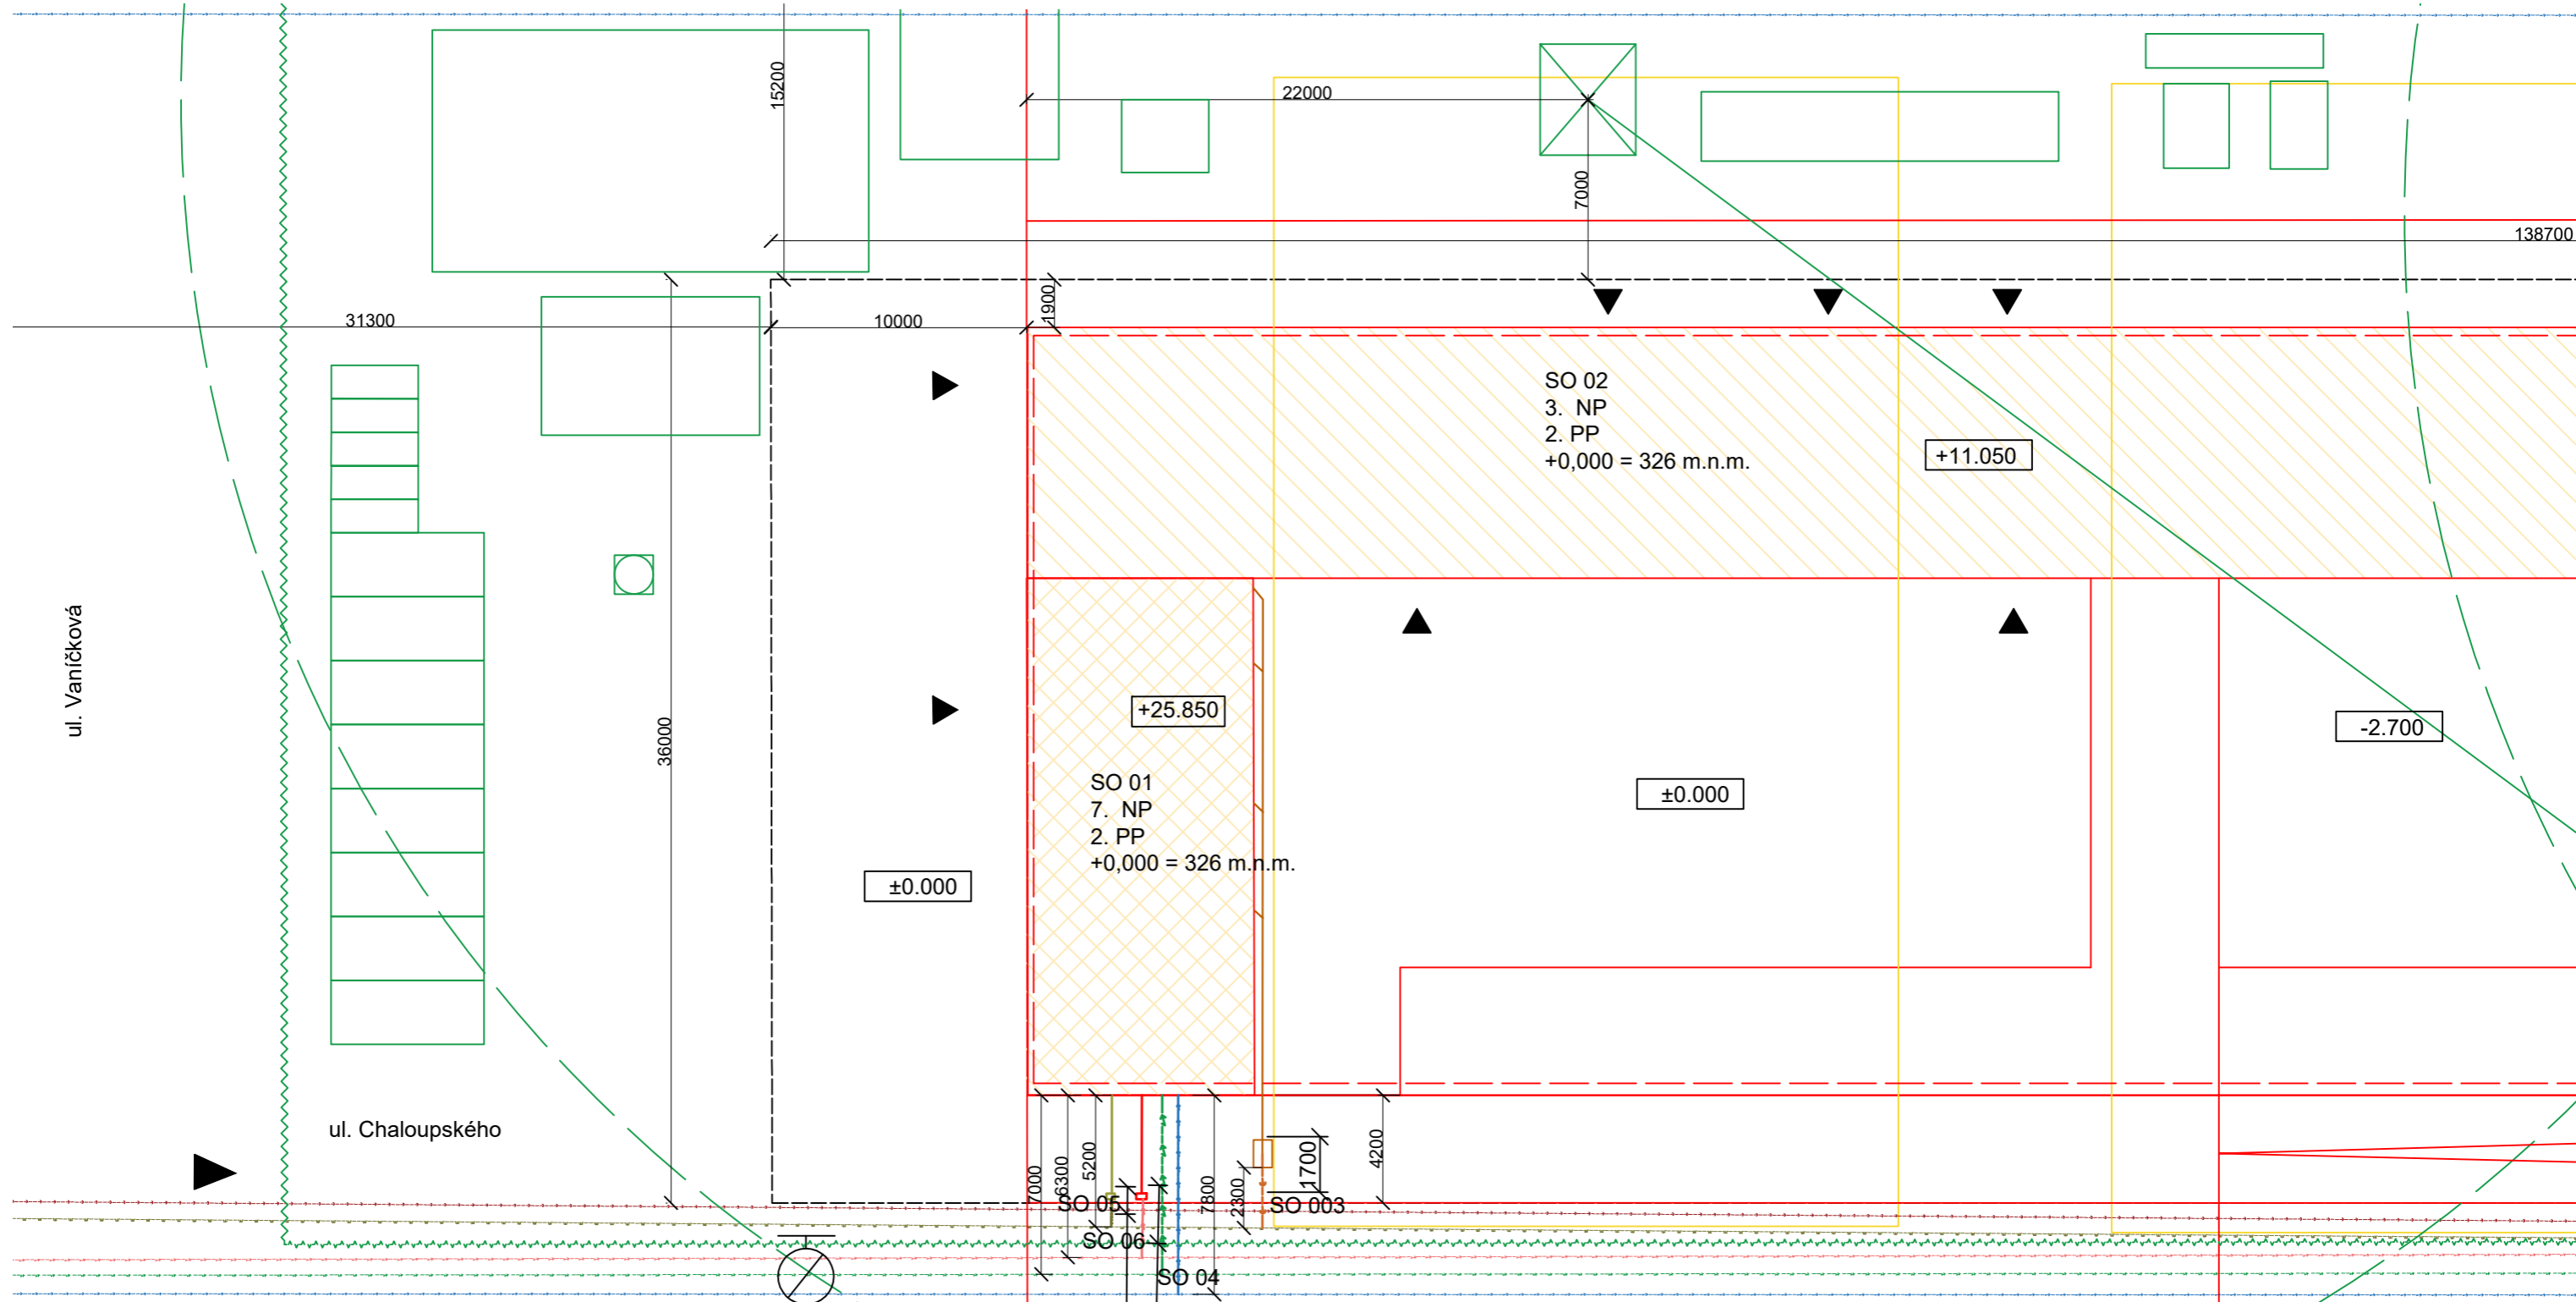 15200
22000
7000
138700
31300
10000
1900
SO 02
3. NP
2. PP
+0,000 = 326 m.n.m.
+11.050
ul. Vaníčková
36000
+25.850
-2.700
SO 01
7. NP
2. PP
+0,000 = 326 m.n.m.
±0.000
±0.000
ul. Chaloupského
7000
6300
5200
7800
2300
1700
4200
SO 05
SO 003
SO 06
SO 04